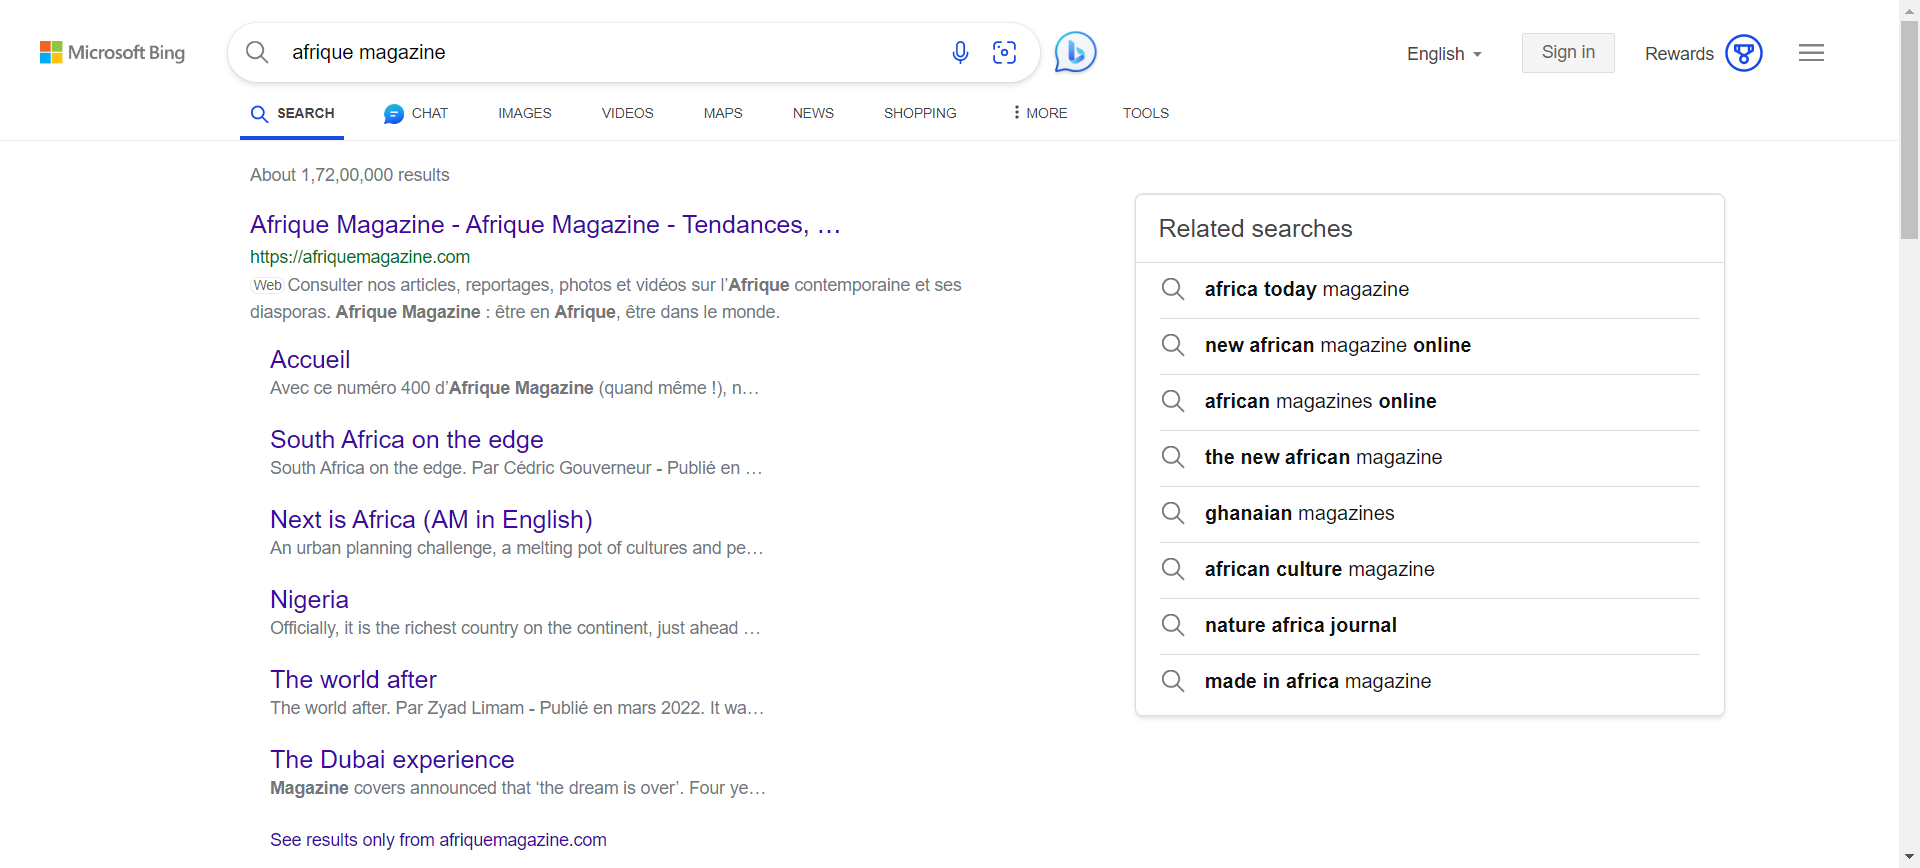 Microsoft Bing
afrique magazine
English
Sign in
Rewards
SEARCH
CHAT
IMAGES
VIDEOS
MAPS
NEWS
SHOPPING
MORE
TOOLS
About 1,72,00,000 results
Afrique Magazine - Afrique Magazine - Tendances, …
https://afriquemagazine.com
Web Consulter nos articles, reportages, photos et vidéos sur l’Afrique contemporaine et ses
diasporas. Afrique Magazine : être en Afrique, être dans le monde.
Accueil
Avec ce numéro 400 d’Afrique Magazine (quand même !), n…
South Africa on the edge
South Africa on the edge. Par Cédric Gouverneur - Publié en …
Next is Africa (AM in English)
An urban planning challenge, a melting pot of cultures and pe…
Nigeria
Officially, it is the richest country on the continent, just ahead …
The world after
The world after. Par Zyad Limam - Publié en mars 2022. It wa…
The Dubai experience
Magazine covers announced that ‘the dream is over’. Four ye…
See results only from afriquemagazine.com
Related searches
africa today magazine
new african magazine online
african magazines online
the new african magazine
ghanaian magazines
african culture magazine
nature africa journal
made in africa magazine